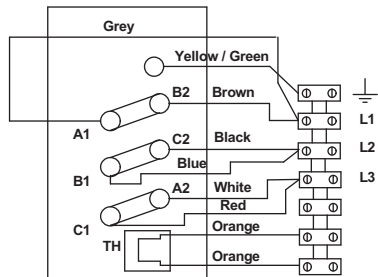 Grey
Yellow / Green
B2 Brown
L1
A1
C2 Black
L2
Blue
B1
A2 White
L3
Red
C1
TH
Orange
Orange